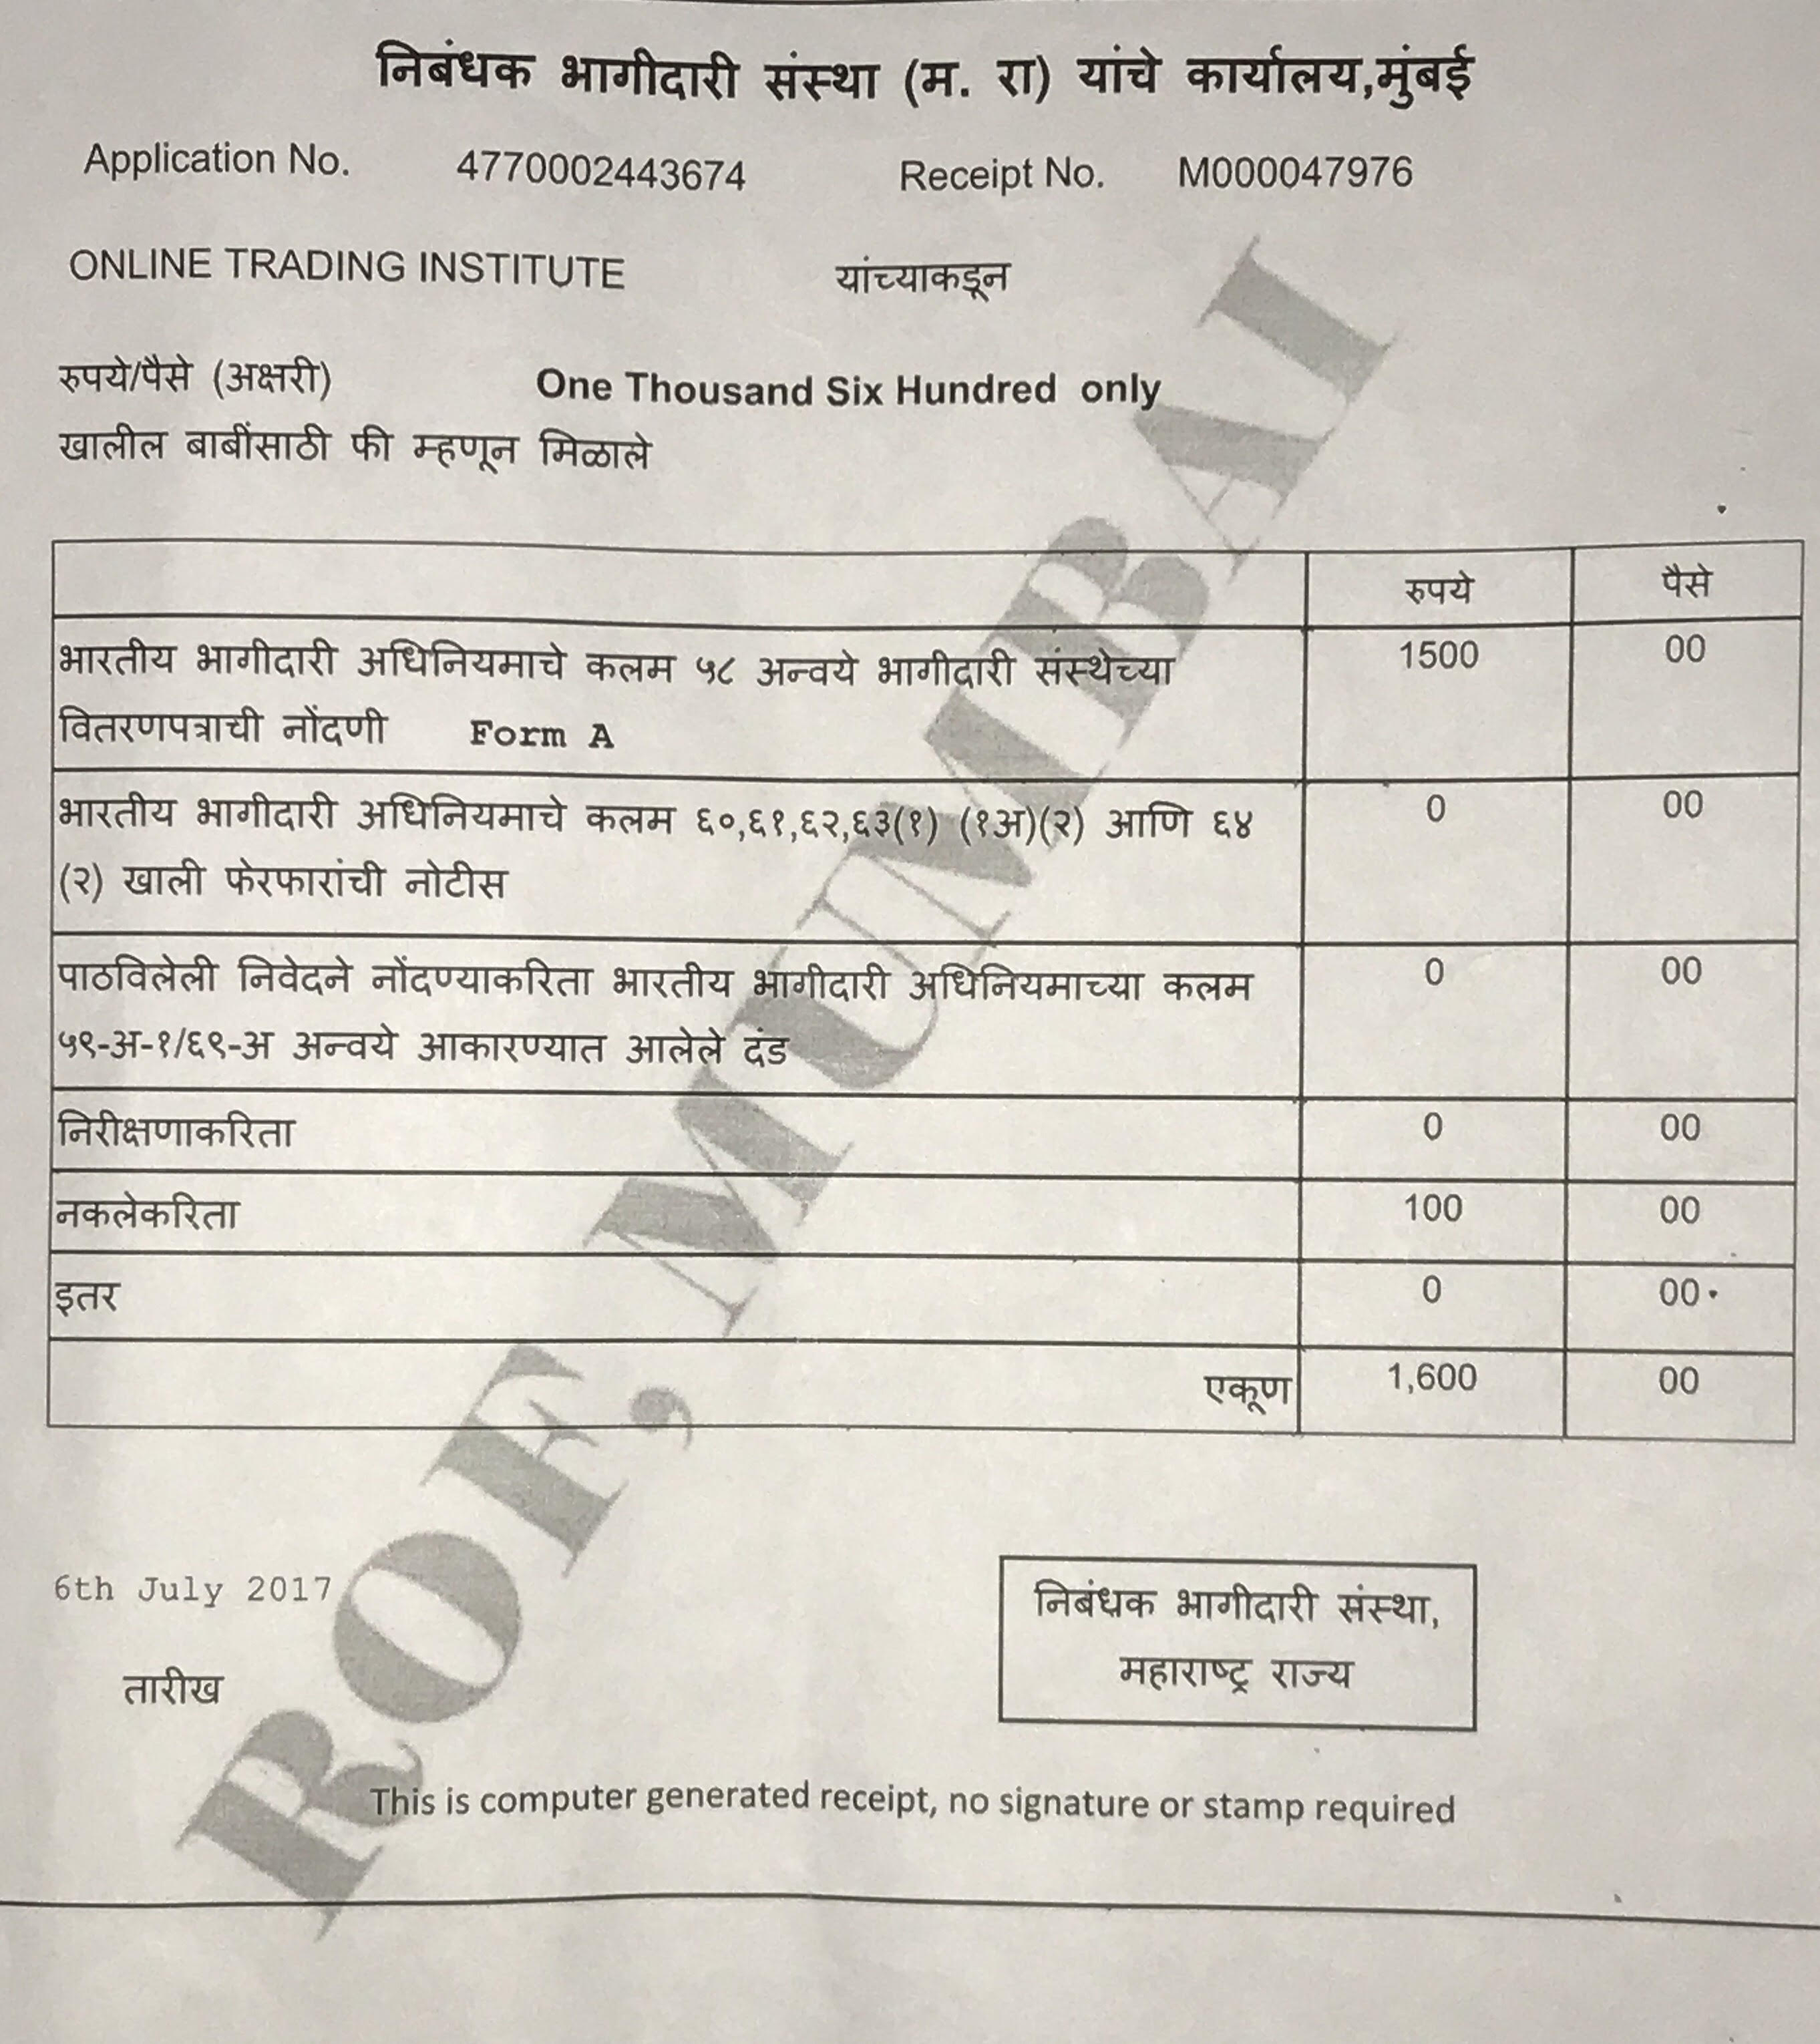 निबंधक भागीदारी संस्था (म. रा) यांचे कार्यालय,मुंबई
Application No. 4770002443674 Receipt No. M000047976
ONLINE TRADING INSTITUTE यांच्याकडून
रुपये/पैसे (अक्षरी) One Thousand Six Hundred only
खालील बाबींसाठी फी म्हणून मिळाले
रुपये पैसे
भारतीय भागीदारी अधिनियमाचे कलम ५८ अन्वये भागीदारी संस्थेच्या 1500 00
वितरणपत्राची नोंदणी Form A
भारतीय भागीदारी अधिनियमाचे कलम ६०,६१,६२,६३(१) (१अ)(२) आणि ६४ 0 00
(२) खाली फेरफारांची नोटीस
पाठविलेली निवेदने नोंदण्याकरिता भारतीय भागीदारी अधिनियमाच्या कलम 0 00
५९-अ-१/६९-अ अन्वये आकारण्यात आलेले दंड
निरीक्षणाकरिता 0 00
नकलेकरिता 100 00
इतर 0 00
एकूण 1,600 00
6th July 2017
तारीख
निबंधक भागीदारी संस्था,
महाराष्ट्र राज्य
This is computer generated receipt, no signature or stamp required
ROF, MUMBAI